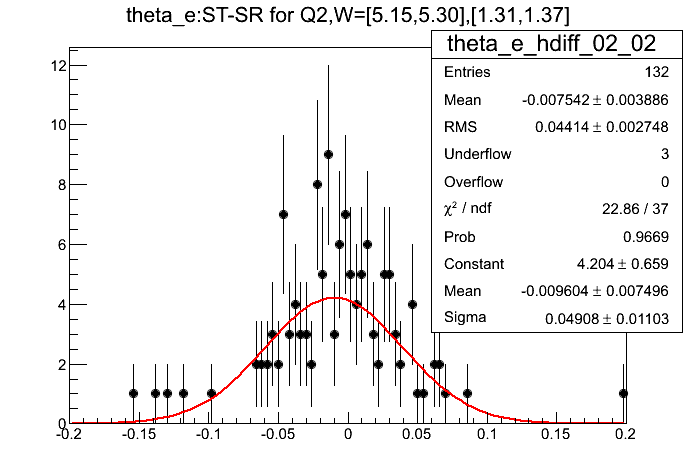 theta_e:ST-SR for Q2,W=[5.15,5.30],[1.31,1.37]
theta_e_hdiff_02_02
Entries 132
Mean -0.007542 ± 0.003886
RMS 0.04414 ± 0.002748
Underflow 3
Overflow 0
χ² / ndf 22.86 / 37
Prob 0.9669
Constant 4.204 ± 0.659
Mean -0.009604 ± 0.007496
Sigma 0.04908 ± 0.01103
12
10
8
6
4
2
0
-0.2 -0.15 -0.1 -0.05 0 0.05 0.1 0.15 0.2